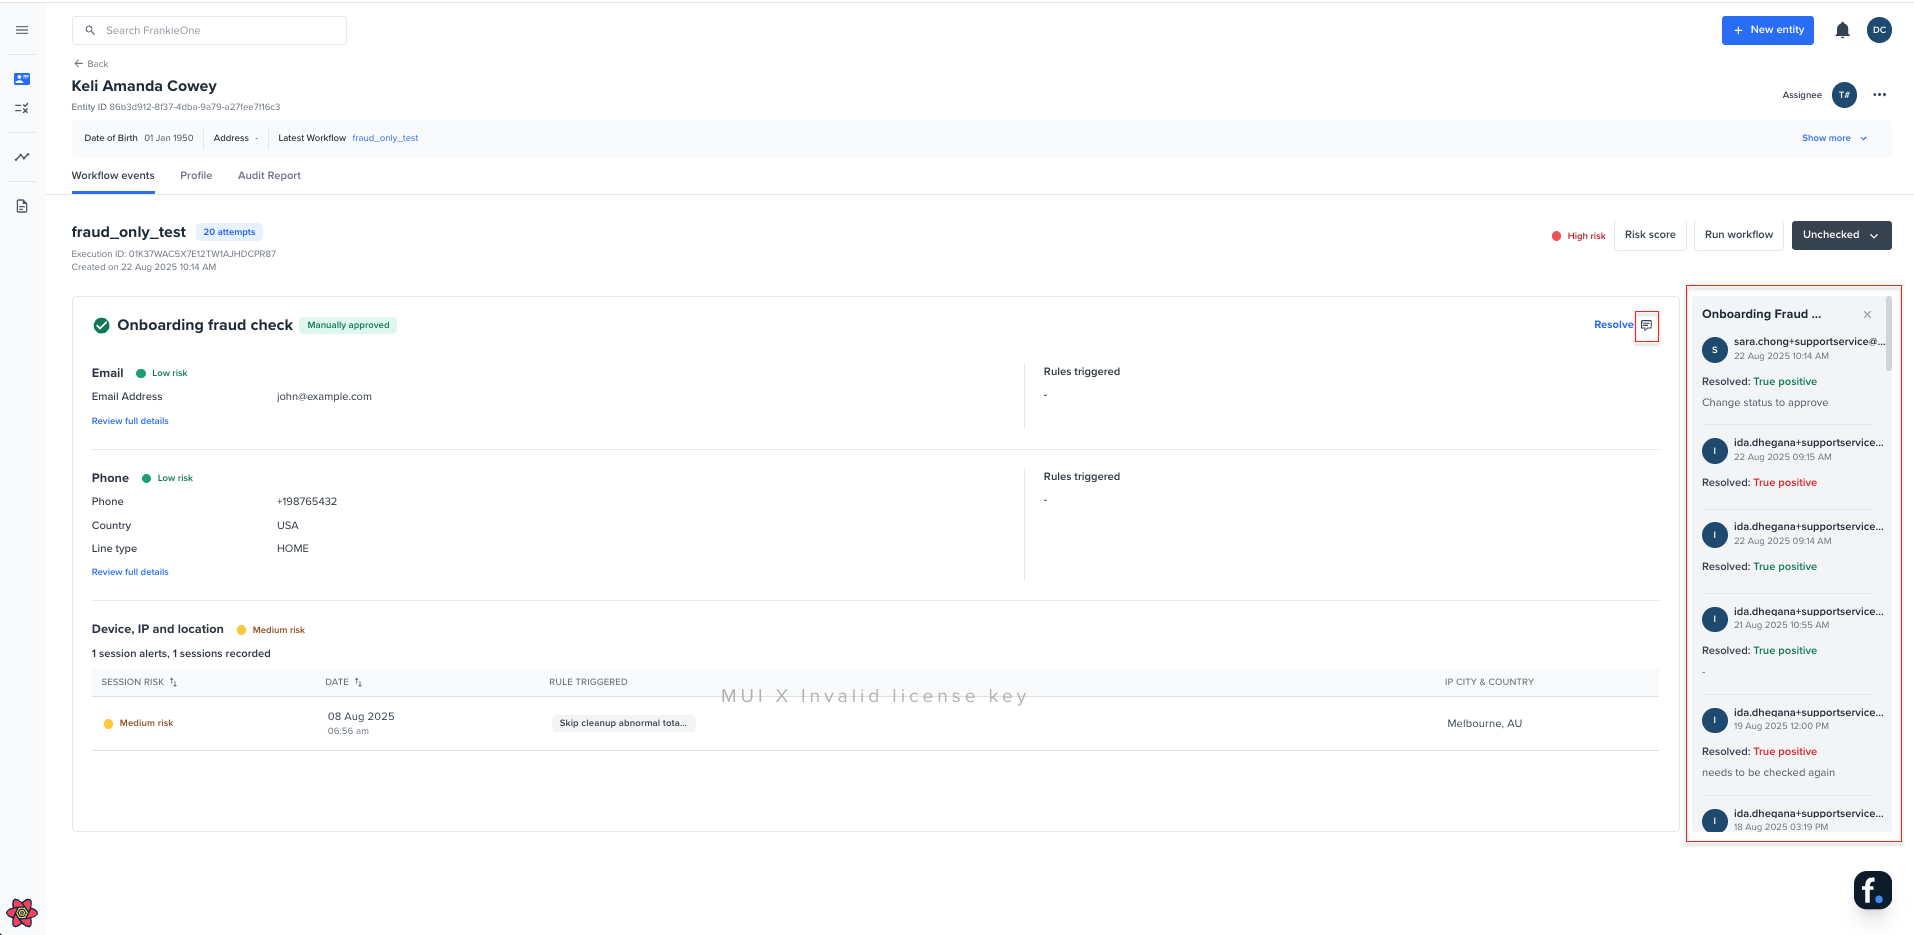 Search FrankieOne
+ New entity
DC
Back
Keli Amanda Cowey
Entity ID 86b3d912-8f37-4dba-9a79-a27fee7f16c3
Assignee T#
Date of Birth 01 Jan 1950 Address - Latest Workflow fraud_only_test
Show more
Workflow events Profile Audit Report
fraud_only_test 20 attempts
Execution ID: 01K37WAC5X7E12TW1AJHDCPR87
Created on 22 Aug 2025 10:14 AM
High risk Risk score Run workflow Unchecked
Onboarding fraud check Manually approved
Resolve
Email Low risk
Email Address john@example.com
Review full details
Rules triggered
-
Phone Low risk
Phone +198765432
Country USA
Line type HOME
Review full details
Rules triggered
-
Device, IP and location Medium risk
1 session alerts, 1 sessions recorded
SESSION RISK DATE RULE TRIGGERED IP CITY & COUNTRY
MUI X Invalid license key
Medium risk 08 Aug 2025 Skip cleanup abnormal tota... Melbourne, AU
06:56 am
Onboarding Fraud ...
S sara.chong+supportservice@...
22 Aug 2025 10:14 AM
Resolved: True positive
Change status to approve
I ida.dhegana+supportservice...
22 Aug 2025 09:15 AM
Resolved: True positive
I ida.dhegana+supportservice...
22 Aug 2025 09:14 AM
Resolved: True positive
I ida.dhegana+supportservice...
21 Aug 2025 10:55 AM
Resolved: True positive
-
I ida.dhegana+supportservice...
19 Aug 2025 12:00 PM
Resolved: True positive
needs to be checked again
I ida.dhegana+supportservice...
18 Aug 2025 03:19 PM
f.